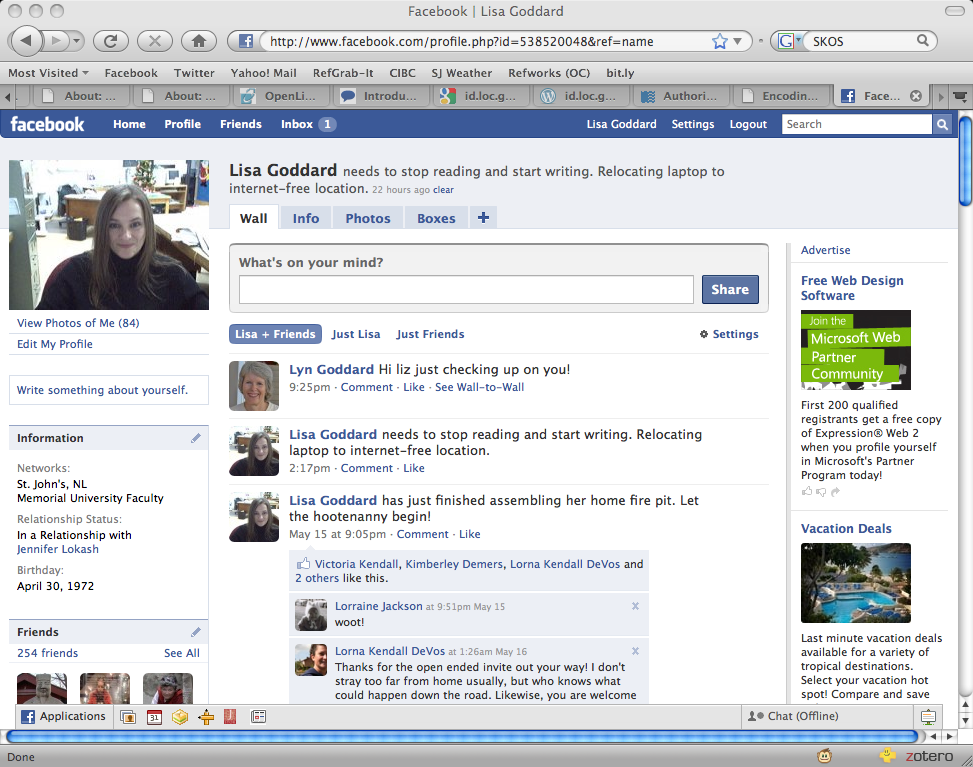 Facebook | Lisa Goddard
http://www.facebook.com/profile.php?id=538520048&ref=name
SKOS
Most Visited Facebook Twitter Yahoo! Mail RefGrab-It CIBC SJ Weather Refworks (OC) bit.ly
About: ... About: ... OpenLi... Introdu... id.loc.g... id.loc.g... Authori... Encodin... Face...
facebook Home Profile Friends Inbox 1 Lisa Goddard Settings Logout Search
Lisa Goddard needs to stop reading and start writing. Relocating laptop to
internet-free location. 22 hours ago clear
Wall Info Photos Boxes +
What's on your mind?
Share
View Photos of Me (84)
Edit My Profile
Write something about yourself.
Information
Networks:
St. John's, NL
Memorial University Faculty
Relationship Status:
In a Relationship with
Jennifer Lokash
Birthday:
April 30, 1972
Friends
254 friends See All
Lisa + Friends Just Lisa Just Friends Settings
Lyn Goddard Hi liz just checking up on you!
9:25pm · Comment · Like · See Wall-to-Wall
Lisa Goddard needs to stop reading and start writing. Relocating
laptop to internet-free location.
2:17pm · Comment · Like
Lisa Goddard has just finished assembling her home fire pit. Let
the hootenanny begin!
May 15 at 9:05pm · Comment · Like
Victoria Kendall, Kimberley Demers, Lorna Kendall DeVos and
2 others like this.
Lorraine Jackson at 9:51pm May 15 x
woot!
Lorna Kendall DeVos at 1:26am May 16 x
Thanks for the open ended invite out your way! I don't
stray too far from home usually, but who knows what
could happen down the road. Likewise, you are welcome
Advertise
Free Web Design
Software
Join the
Microsoft Web
Partner
Community
First 200 qualified
registrants get a free copy
of Expression® Web 2
when you profile yourself
in Microsoft's Partner
Program today!
Vacation Deals
Last minute vacation deals
available for a variety of
tropical destinations.
Select your vacation hot
spot! Compare and save
Applications 31 Chat (Offline)
Done zotero